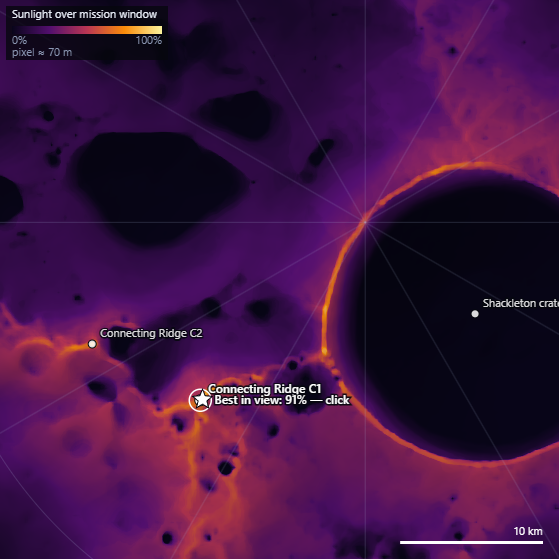 Sunlight over mission window
0% 100%
pixel ≈ 70 m
Shackleton crate
Connecting Ridge C2
Connecting Ridge C1
Best in view: 91% — click
10 km